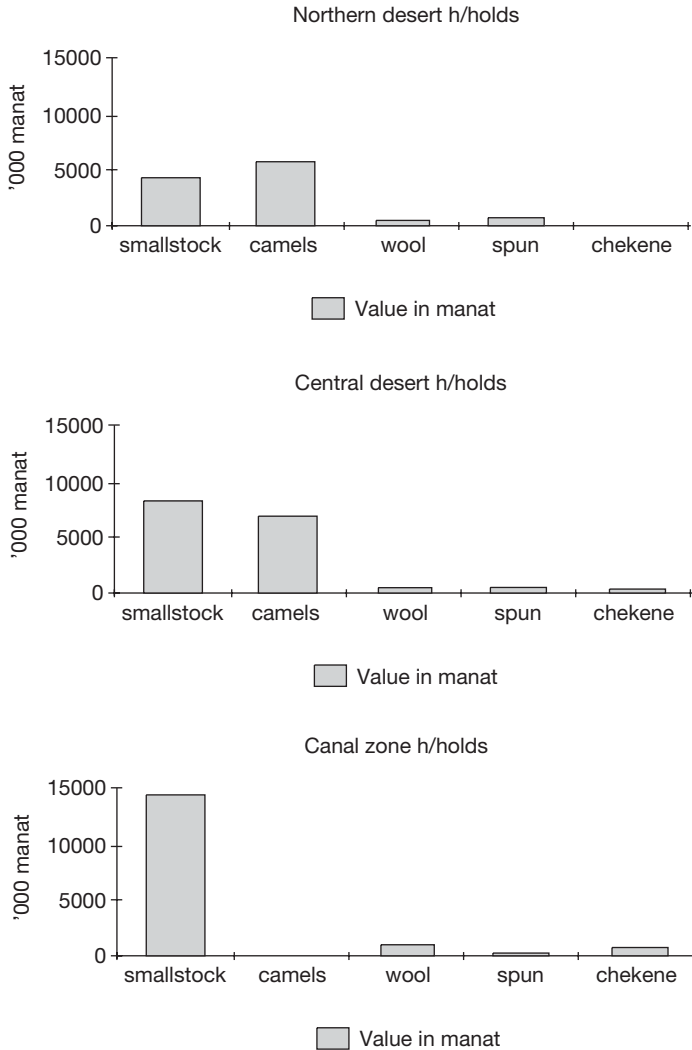 Northern desert h/holds
'000 manat
15000
10000
5000
0
smallstock camels wool spun chekene
Value in manat
Central desert h/holds
'000 manat
15000
10000
5000
0
smallstock camels wool spun chekene
Value in manat
Canal zone h/holds
'000 manat
15000
10000
5000
0
smallstock camels wool spun chekene
Value in manat